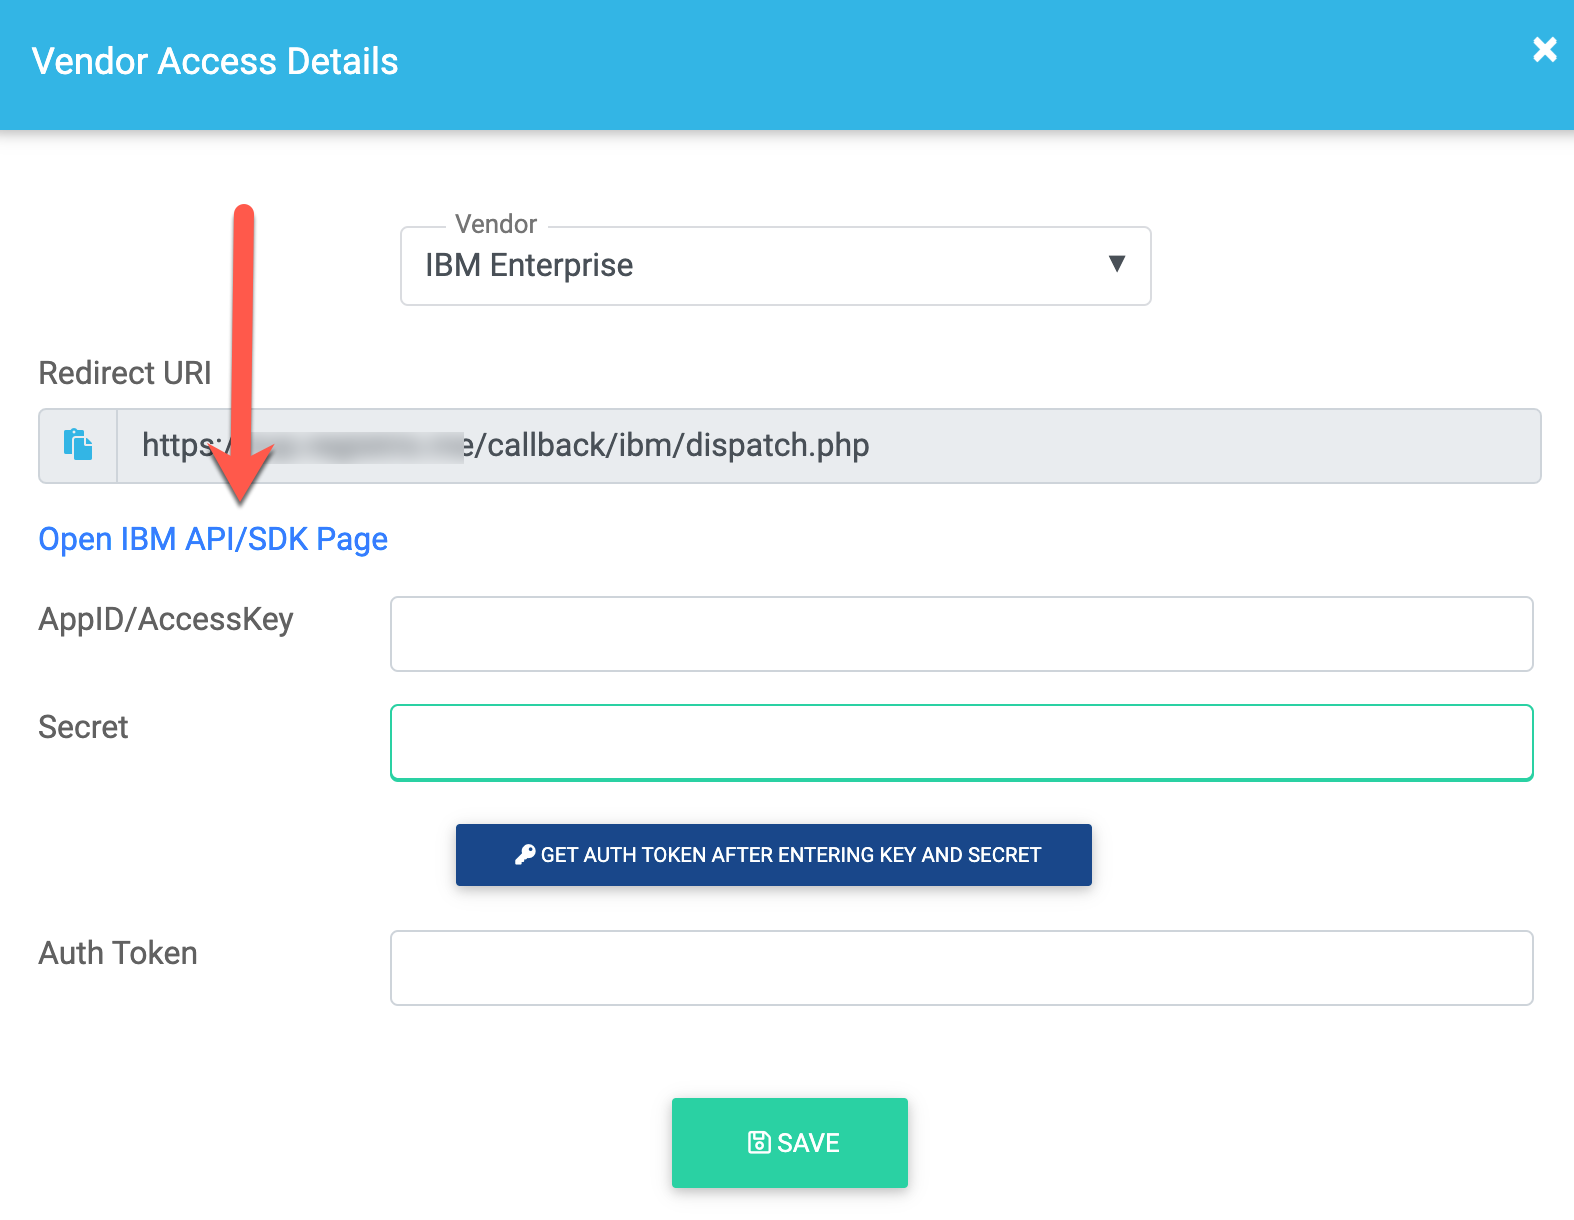 Vendor Access Details
Vendor
IBM Enterprise
Redirect URI
https:/ e/callback/ibm/dispatch.php
Open IBM API/SDK Page
AppID/AccessKey
Secret
GET AUTH TOKEN AFTER ENTERING KEY AND SECRET
Auth Token
SAVE